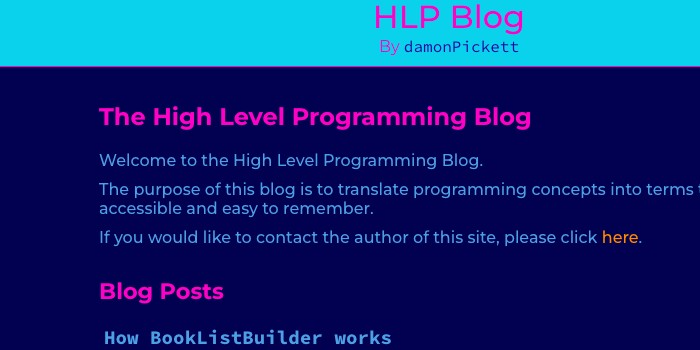 HLP Blog
By damonPickett
The High Level Programming Blog
Welcome to the High Level Programming Blog.
The purpose of this blog is to translate programming concepts into terms
accessible and easy to remember.
If you would like to contact the author of this site, please click here.
Blog Posts
How BookListBuilder works